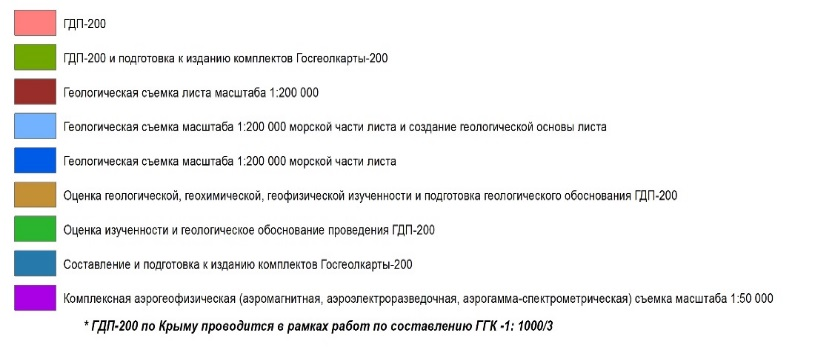 ГДП-200
ГДП-200 и подготовка к изданию комплектов Госгеолкарты-200
Геологическая съемка листа масштаба 1:200 000
Геологическая съемка масштаба 1:200 000 морской части листа и создание геологической основы листа
Геологическая съемка масштаба 1:200 000 морской части листа
Оценка геологической, геохимической, геофизической изученности и подготовка геологического обоснования ГДП-200
Оценка изученности и геологическое обоснование проведения ГДП-200
Составление и подготовка к изданию комплектов Госгеолкарты-200
Комплексная аэрогеофизическая (аэромагнитная, аэроэлектроразведочная, аэрогамма-спектрометрическая) съемка масштаба 1:50 000
* ГДП-200 по Крыму проводится в рамках работ по составлению ГГК -1: 1000/3